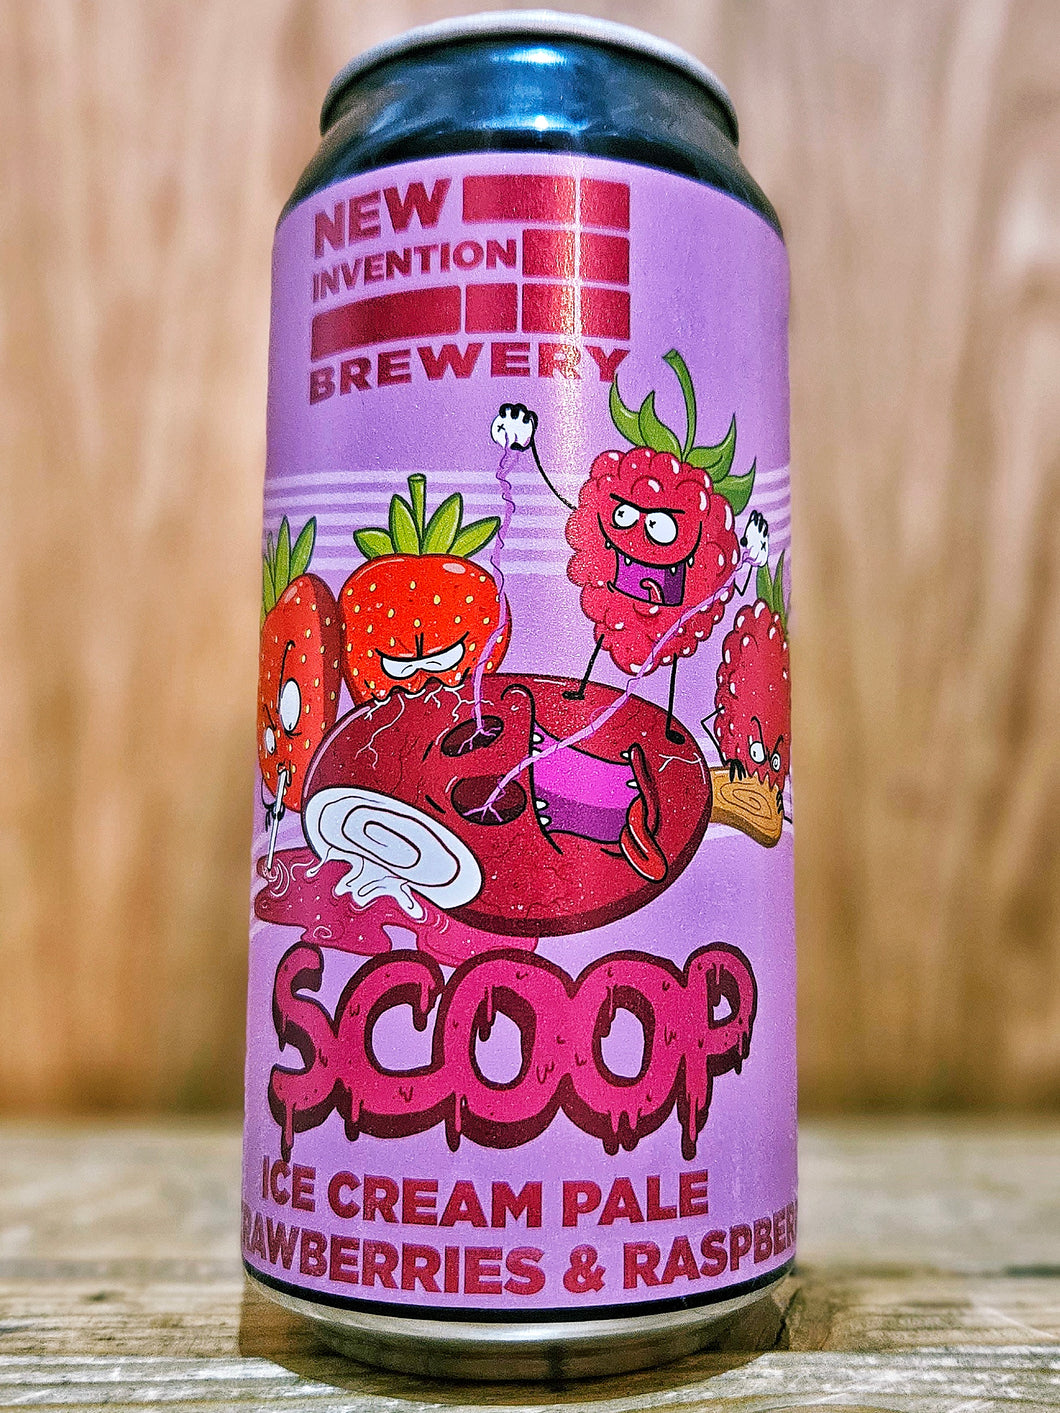 NEW
INVENTION
BREWERY
SCOOP
ICE CREAM PALE
RAWBERRIES & RASPBER